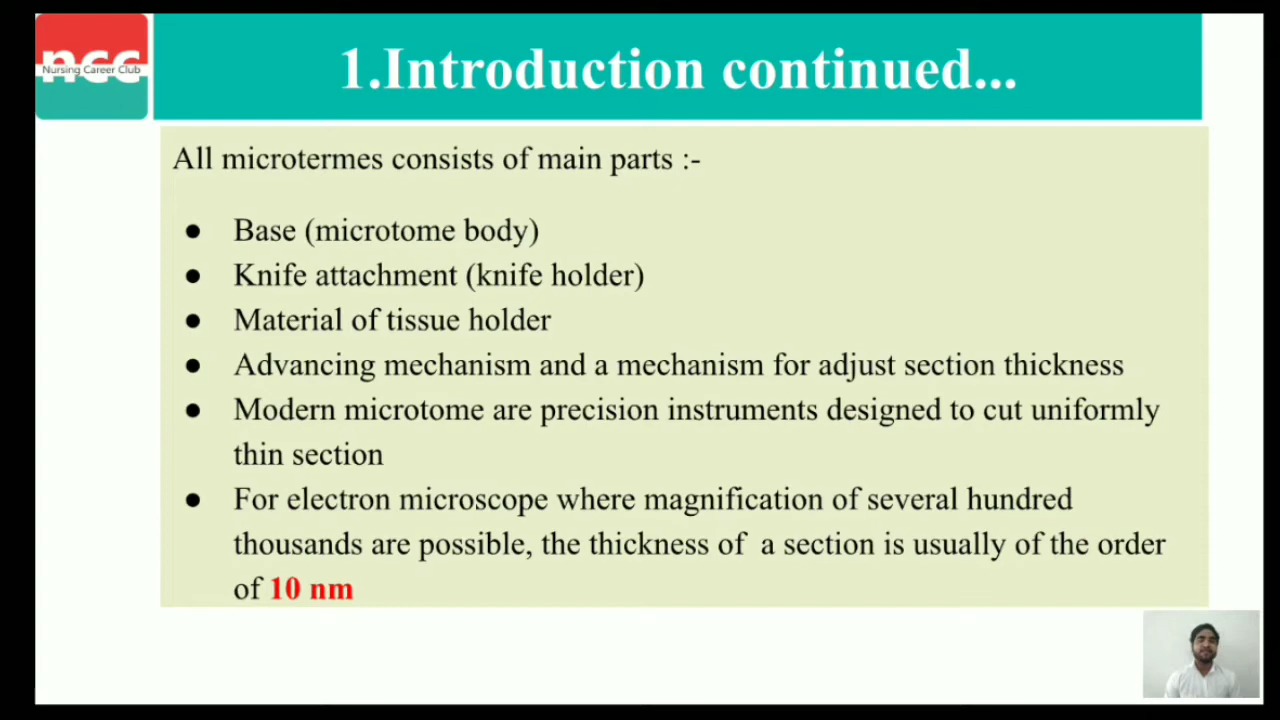 ncc
Nursing Career Club
1.Introduction continued...
All microtermes consists of main parts :-
● Base (microtome body)
● Knife attachment (knife holder)
● Material of tissue holder
● Advancing mechanism and a mechanism for adjust section thickness
● Modern microtome are precision instruments designed to cut uniformly
thin section
● For electron microscope where magnification of several hundred
thousands are possible, the thickness of a section is usually of the order
of 10 nm